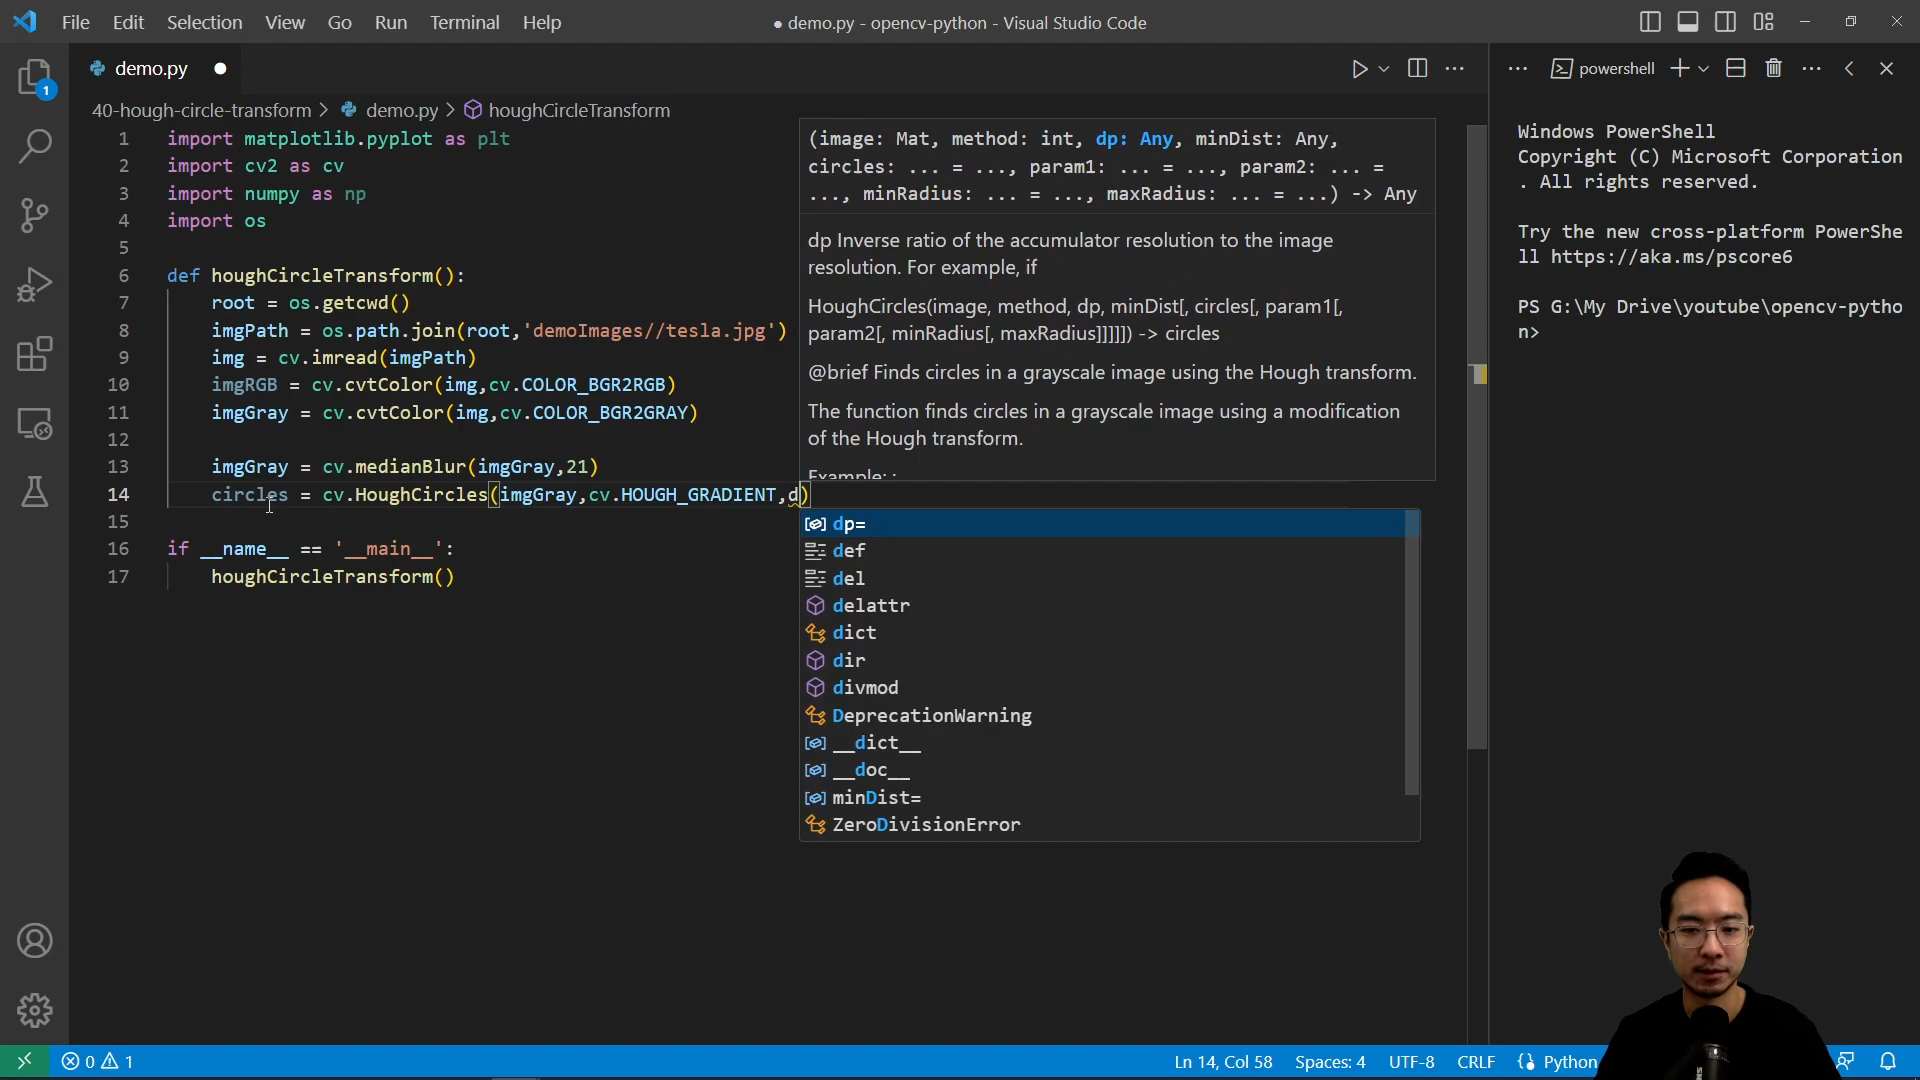 File Edit Selection View Go Run Terminal Help
● demo.py - opencv-python - Visual Studio Code
demo.py
powershell
40-hough-circle-transform > demo.py > houghCircleTransform
1 import matplotlib.pyplot as plt
2 import cv2 as cv
3 import numpy as np
4 import os
5
6 def houghCircleTransform():
7 root = os.getcwd()
8 imgPath = os.path.join(root,'demoImages//tesla.jpg')
9 img = cv.imread(imgPath)
10 imgRGB = cv.cvtColor(img,cv.COLOR_BGR2RGB)
11 imgGray = cv.cvtColor(img,cv.COLOR_BGR2GRAY)
12
13 imgGray = cv.medianBlur(imgGray,21)
14 circles = cv.HoughCircles(imgGray,cv.HOUGH_GRADIENT,d)
15
16 if __name__ == '__main__':
17 houghCircleTransform()
(image: Mat, method: int, dp: Any, minDist: Any,
circles: ... = ..., param1: ... = ..., param2: ... =
..., minRadius: ... = ..., maxRadius: ... = ...) -> Any
dp Inverse ratio of the accumulator resolution to the image
resolution. For example, if
HoughCircles(image, method, dp, minDist[, circles[, param1[,
param2[, minRadius[, maxRadius]]]]]) -> circles
@brief Finds circles in a grayscale image using the Hough transform.
The function finds circles in a grayscale image using a modification
of the Hough transform.
Example: :
dp=
def
del
delattr
dict
dir
divmod
DeprecationWarning
__dict__
__doc__
minDist=
ZeroDivisionError
Windows PowerShell
Copyright (C) Microsoft Corporation
. All rights reserved.
Try the new cross-platform PowerShe
ll https://aka.ms/pscore6
PS G:\My Drive\youtube\opencv-pytho
n>
1
0 1
Ln 14, Col 58 Spaces: 4 UTF-8 CRLF Python